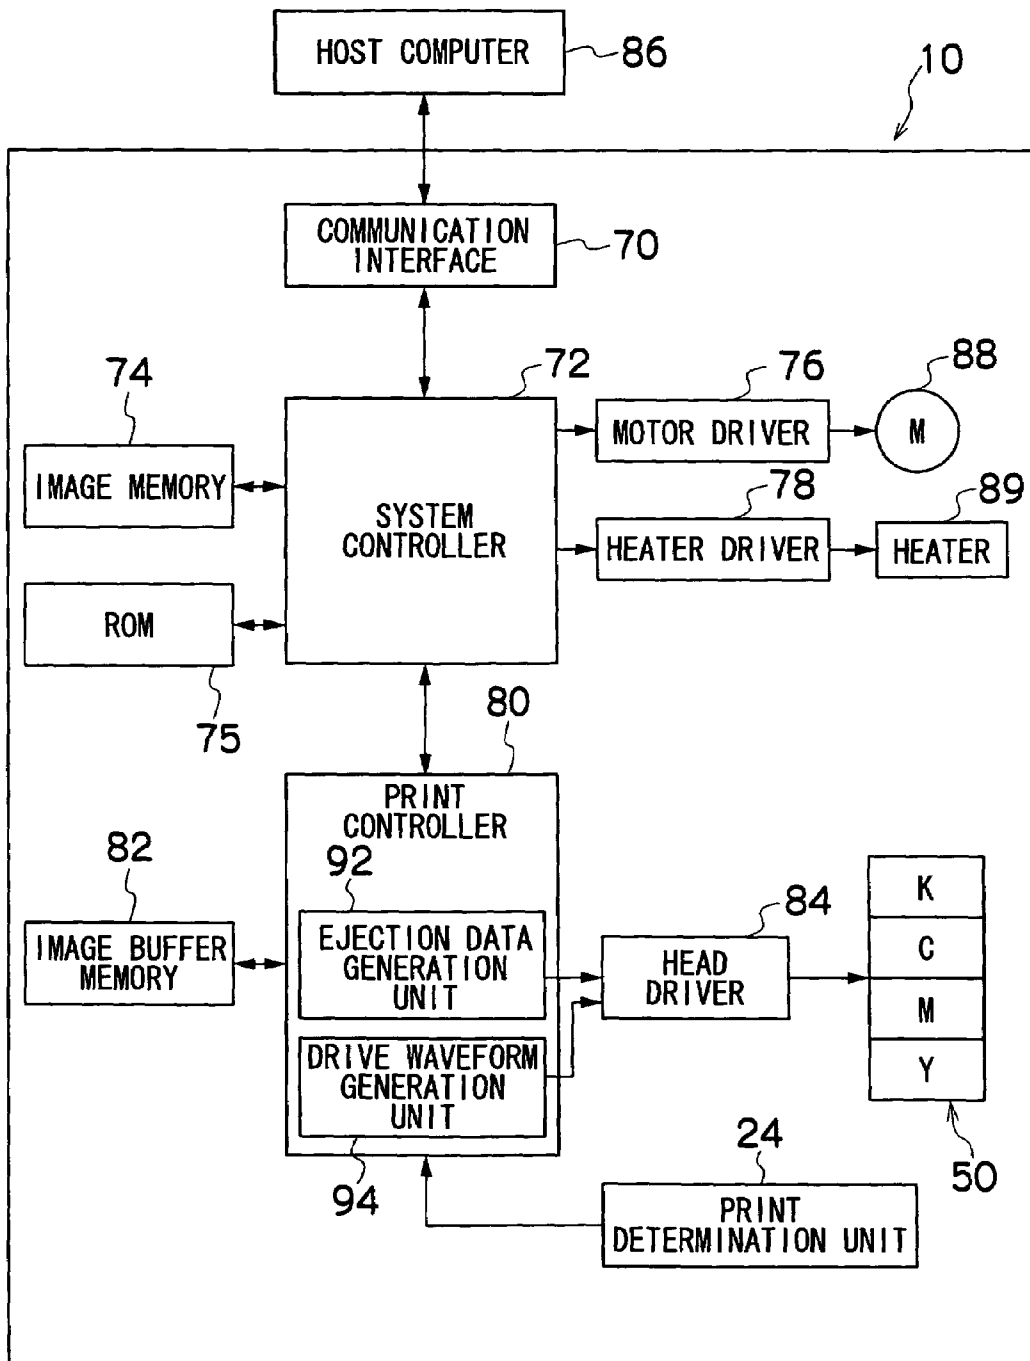 HOST COMPUTER
86
10
COMMUNICATION
INTERFACE
70
74
72
76
88
IMAGE MEMORY
MOTOR DRIVER
M
SYSTEM
CONTROLLER
78
89
HEATER DRIVER
HEATER
ROM
75
80
PRINT
CONTROLLER
82
92
84
IMAGE BUFFER
MEMORY
EJECTION DATA
GENERATION
UNIT
HEAD
DRIVER
K
C
M
Y
DRIVE WAVEFORM
GENERATION
UNIT
94
24
50
PRINT
DETERMINATION UNIT